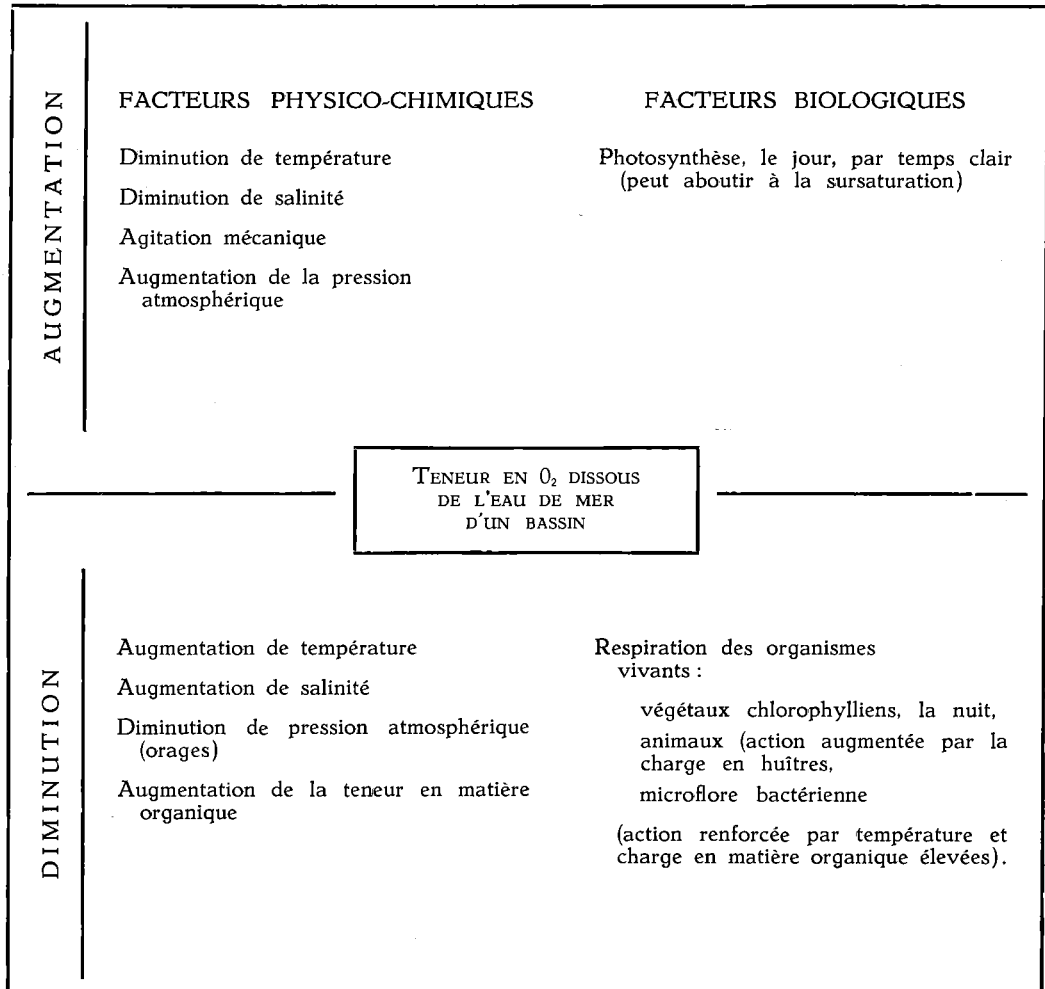 AUGMENTATION
FACTEURS PHYSICO-CHIMIQUES
Diminution de température
Diminution de salinité
Agitation mécanique
Augmentation de la pression
atmosphérique
FACTEURS BIOLOGIQUES
Photosynthèse, le jour, par temps clair
(peut aboutir à la sursaturation)
TENEUR EN O₂ DISSOUS
DE L'EAU DE MER
D'UN BASSIN
DIMINUTION
Augmentation de température
Augmentation de salinité
Diminution de pression atmosphérique
(orages)
Augmentation de la teneur en matière
organique
Respiration des organismes
vivants :
végétaux chlorophylliens, la nuit,
animaux (action augmentée par la
charge en huîtres,
microflore bactérienne
(action renforcée par température et
charge en matière organique élevées).